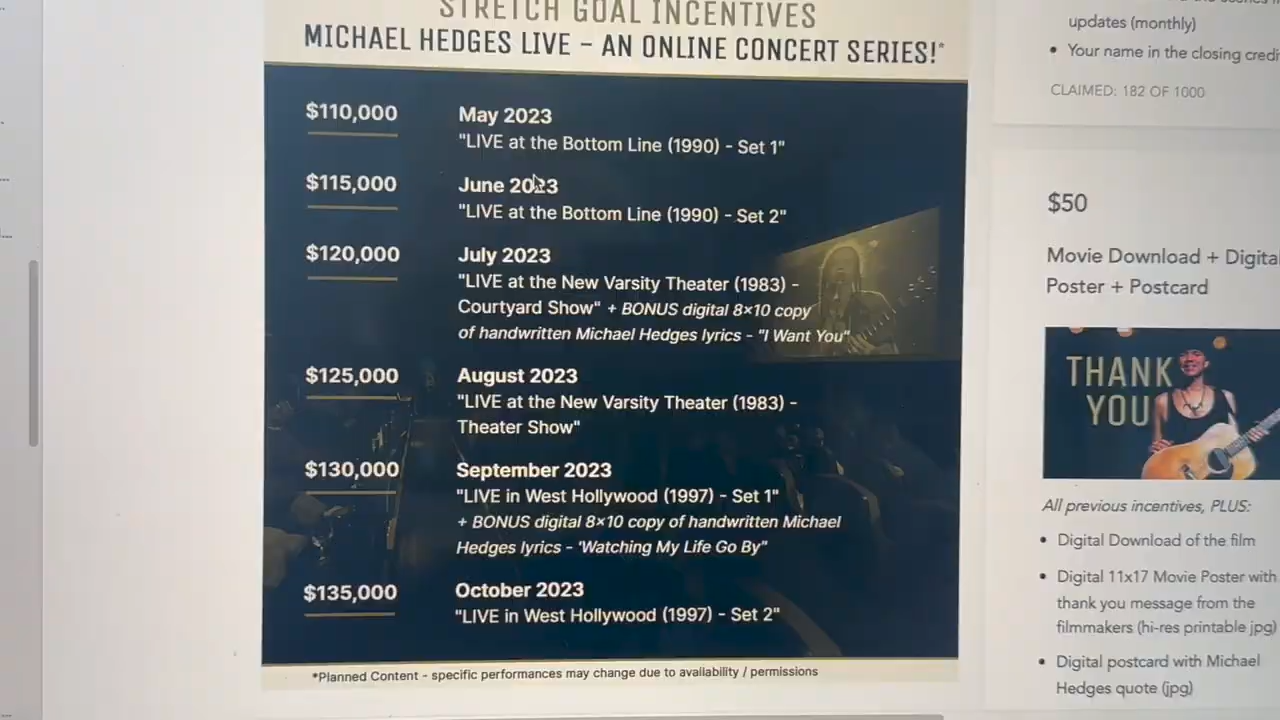 STRETCH GOAL INCENTIVES
MICHAEL HEDGES LIVE – AN ONLINE CONCERT SERIES!*
$110,000
May 2023
"LIVE at the Bottom Line (1990) - Set 1"
$115,000
June 2023
"LIVE at the Bottom Line (1990) - Set 2"
$120,000
July 2023
"LIVE at the New Varsity Theater (1983) -
Courtyard Show" + BONUS digital 8×10 copy
of handwritten Michael Hedges lyrics - "I Want You"
$125,000
August 2023
"LIVE at the New Varsity Theater (1983) -
Theater Show"
$130,000
September 2023
"LIVE in West Hollywood (1997) - Set 1"
+ BONUS digital 8×10 copy of handwritten Michael
Hedges lyrics - 'Watching My Life Go By"
$135,000
October 2023
"LIVE in West Hollywood (1997) - Set 2"
*Planned Content - specific performances may change due to availability / permissions
updates (monthly)
• Your name in the closing credi
CLAIMED: 182 OF 1000
$50
Movie Download + Digita
Poster + Postcard
THANK
YOU
All previous incentives, PLUS:
• Digital Download of the film
• Digital 11x17 Movie Poster with
thank you message from the
filmmakers (hi-res printable jpg)
• Digital postcard with Michael
Hedges quote (jpg)